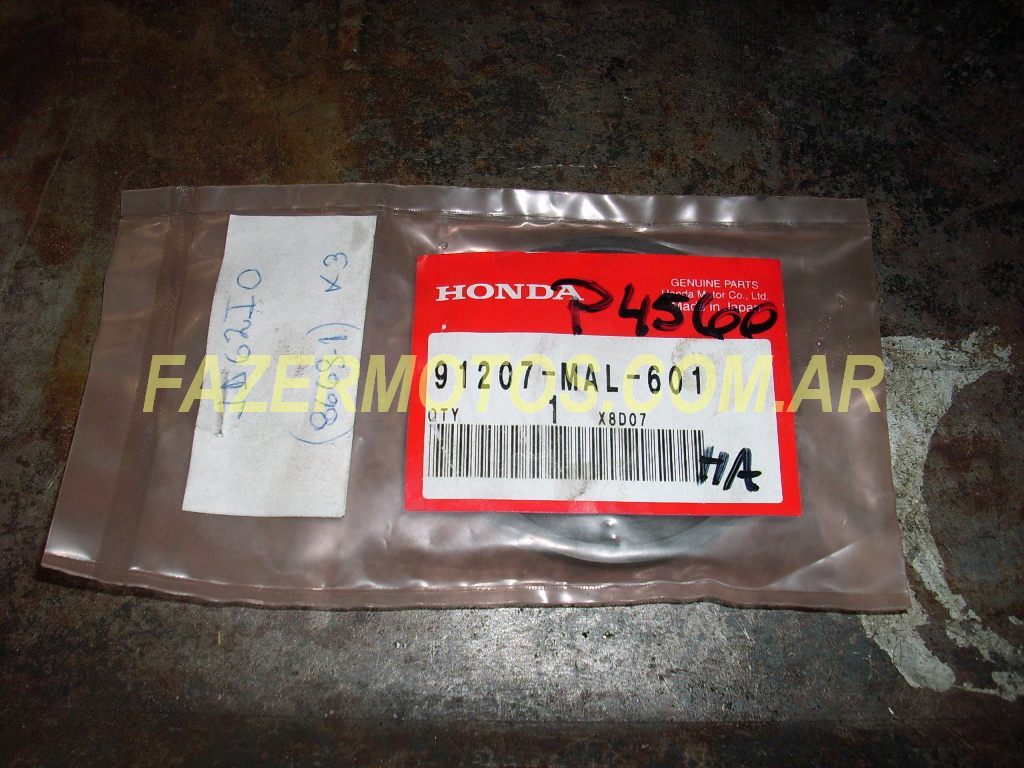 HONDA
GENUINE PARTS
Honda Motor Co., Ltd.
Made in Japan
P4560
91207-MAL-601
QTY 1 X8D07
HA
K3
FAZERMOTOS.COM.AR